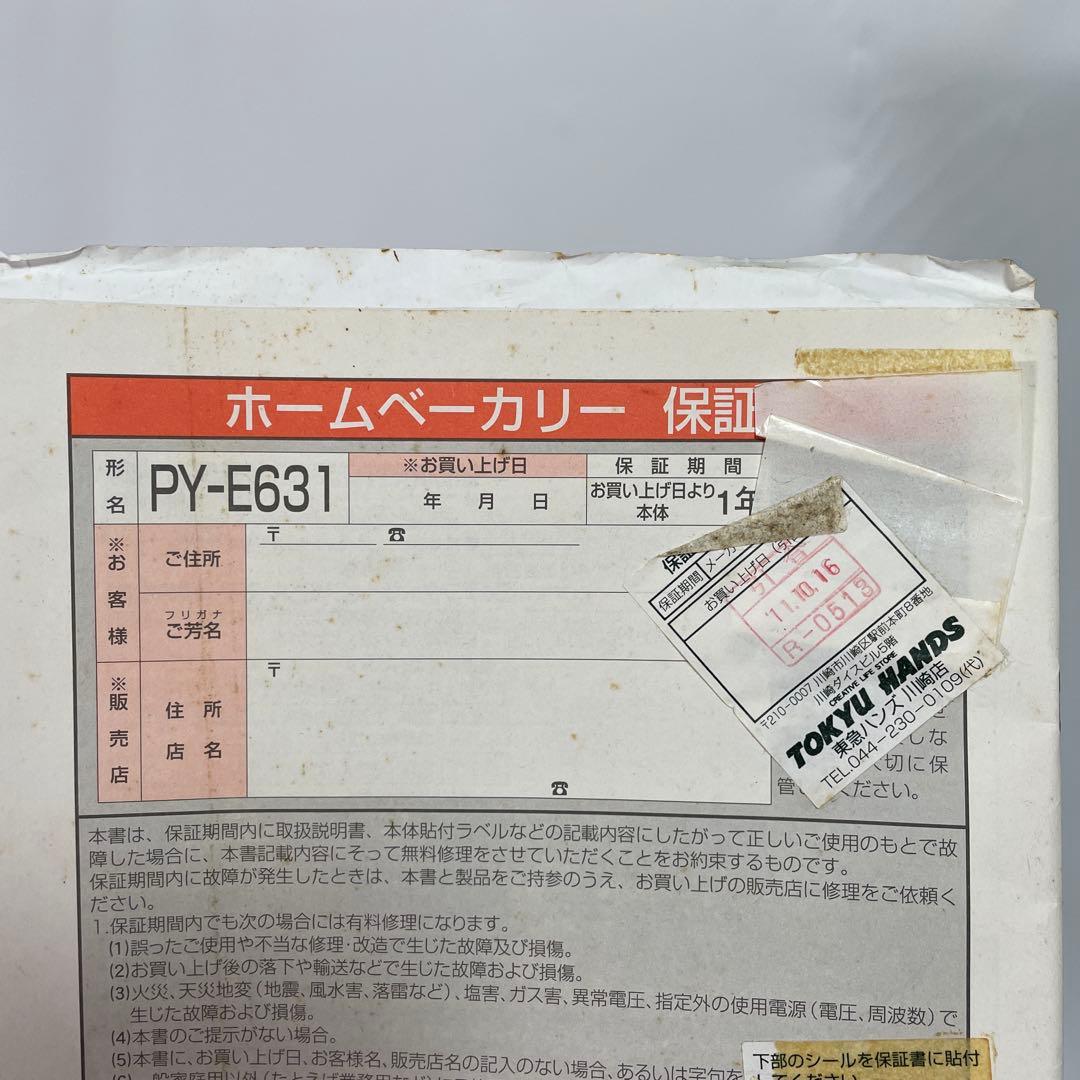 ホームベーカリー 保証
形名 PY-E631 ※お買い上げ日 保証期間
年 月 日 お買い上げ日より 本体 1年
※お客様 ご住所 〒 ☎
フリガナ
ご芳名
※販売店 住所 〒
店名 ☎
保証期間 メーカ
お買い上げ日
'11.10.16
R-0513
〒210-0007 川崎市川崎区駅前本町8番地
川崎ダイスビル5階
CREATIVE LIFE STORE
TOKYU HANDS
東急ハンズ川崎店
TEL.044-230-0109(代)
しな
切に保
管 ください。
本書は、保証期間内に取扱説明書、本体貼付ラベルなどの記載内容にしたがって正しいご使用のもとで故
障した場合に、本書記載内容にそって無料修理をさせていただくことをお約束するものです。
保証期間内に故障が発生したときは、本書と製品をご持参のうえ、お買い上げの販売店に修理をご依頼く
ださい。
1.保証期間内でも次の場合には有料修理になります。
(1)誤ったご使用や不当な修理・改造で生じた故障及び損傷。
(2)お買い上げ後の落下や輸送などで生じた故障および損傷。
(3)火災、天災地変(地震、風水害、落雷など)、塩害、ガス害、異常電圧、指定外の使用電源(電圧、周波数)で
生じた故障および損傷。
(4)本書のご提示がない場合。
(5)本書に、お買い上げ日、お客様名、販売店名の記入のない場合、あるいは字句を
下部のシールを保証書に貼付
してください